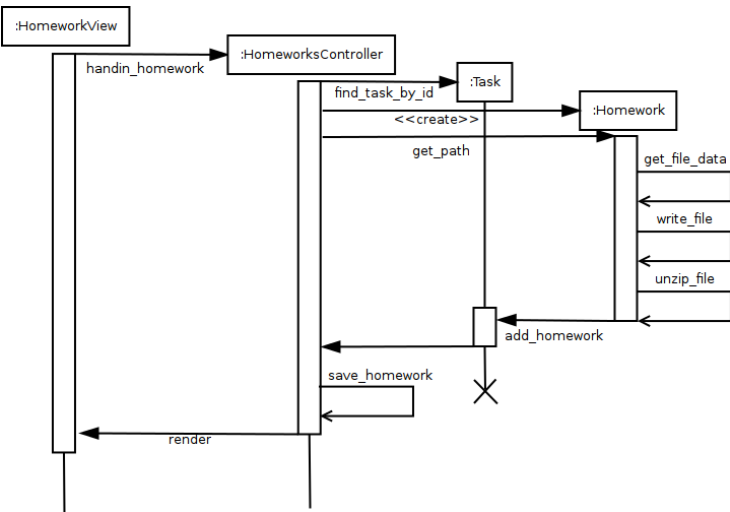 :HomeworkView
:HomeworksController
handin_homework
:Task
find_task_by_id
:Homework
<<create>>
get_path
get_file_data
write_file
unzip_file
add_homework
save_homework
render